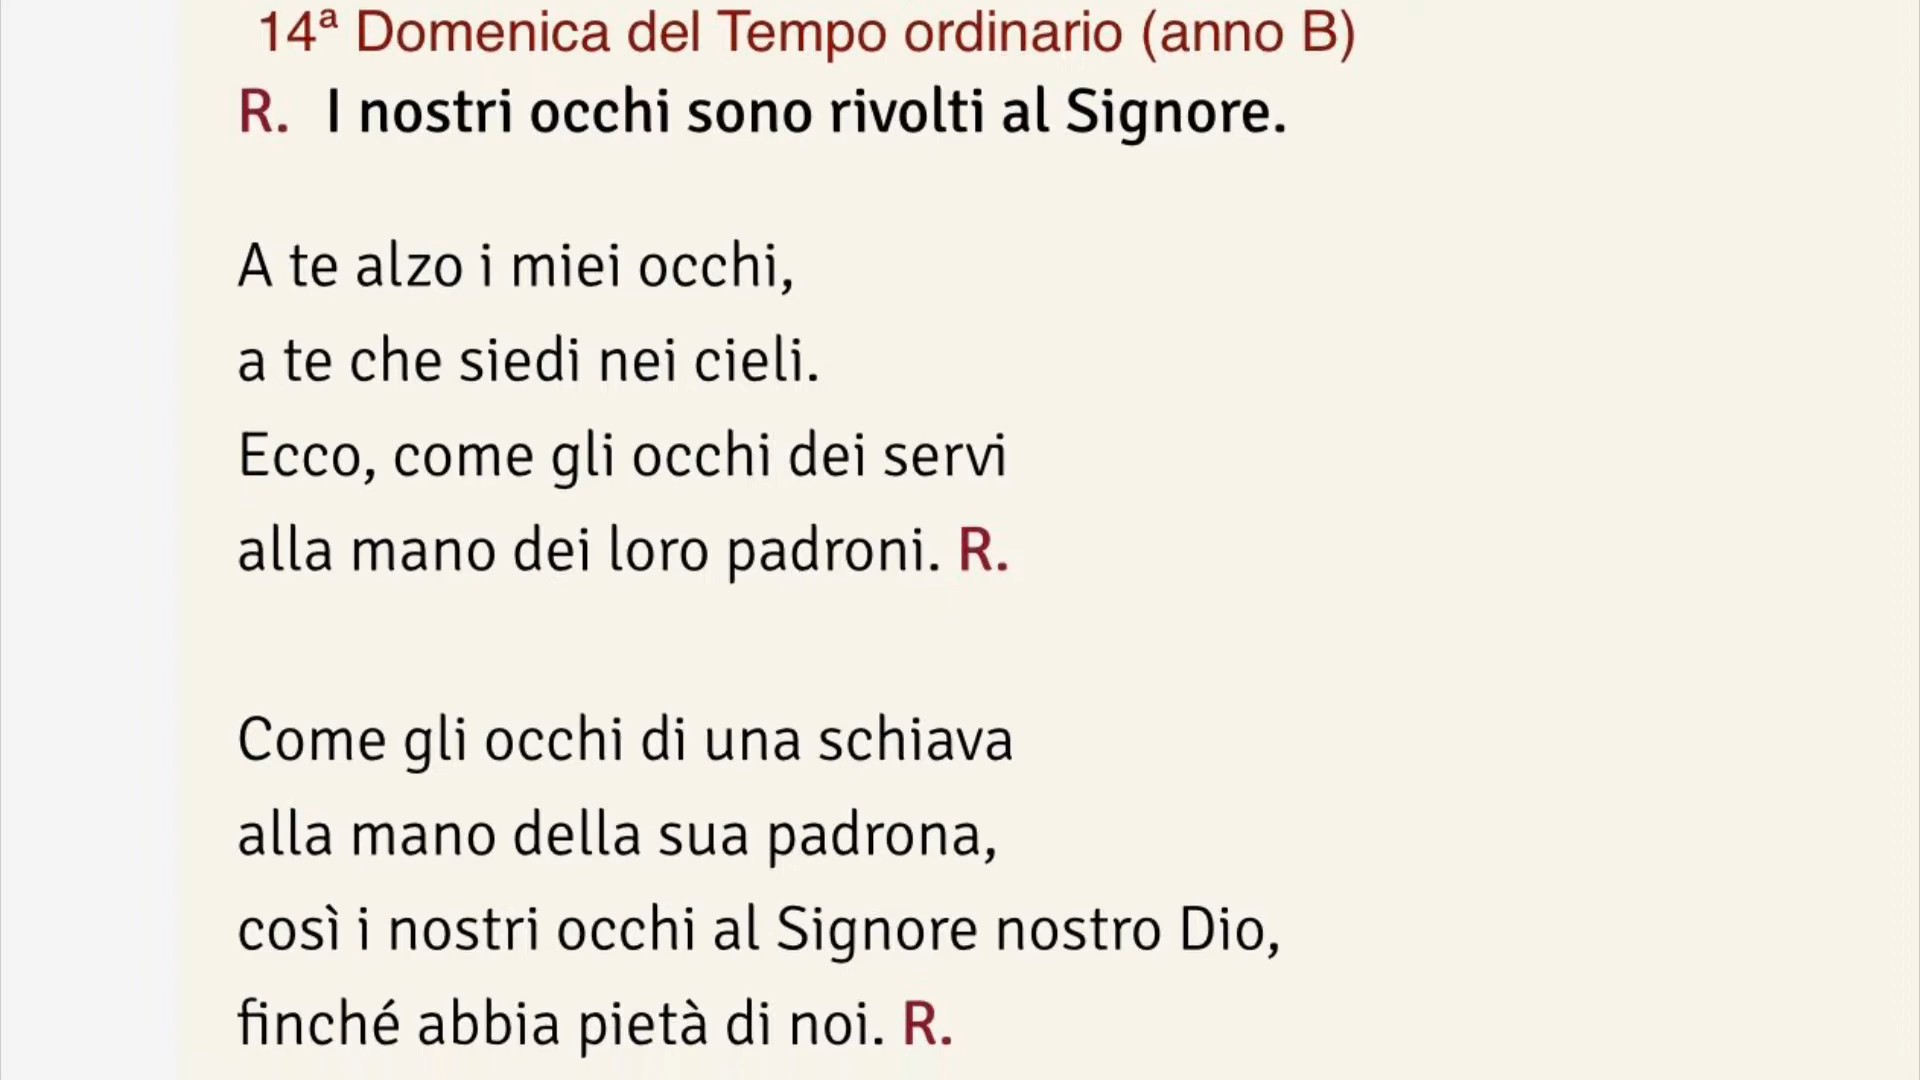 14ª Domenica del Tempo ordinario (anno B)
R. I nostri occhi sono rivolti al Signore.
A te alzo i miei occhi,
a te che siedi nei cieli.
Ecco, come gli occhi dei servi
alla mano dei loro padroni. R.
Come gli occhi di una schiava
alla mano della sua padrona,
così i nostri occhi al Signore nostro Dio,
finché abbia pietà di noi. R.